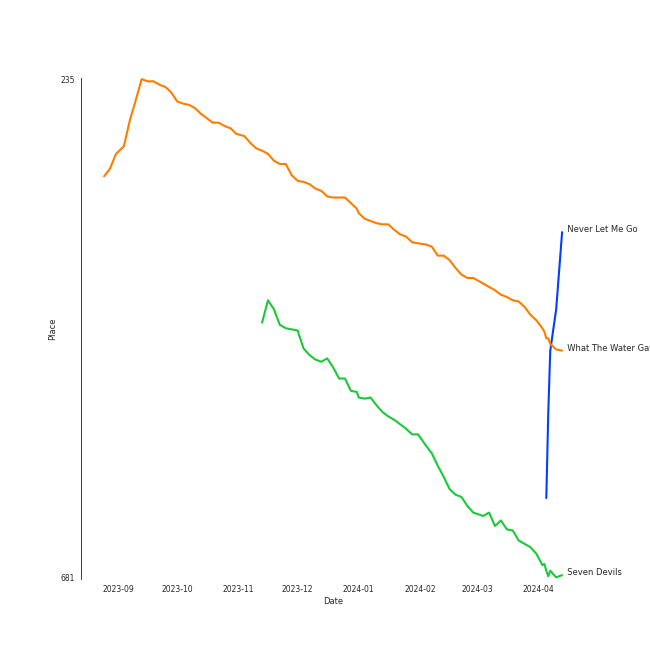 235
Never Let Me Go
Place
What The Water Ga
Seven Devils
681
2023-09 2023-10 2023-11 2023-12 2024-01 2024-02 2024-03 2024-04
Date